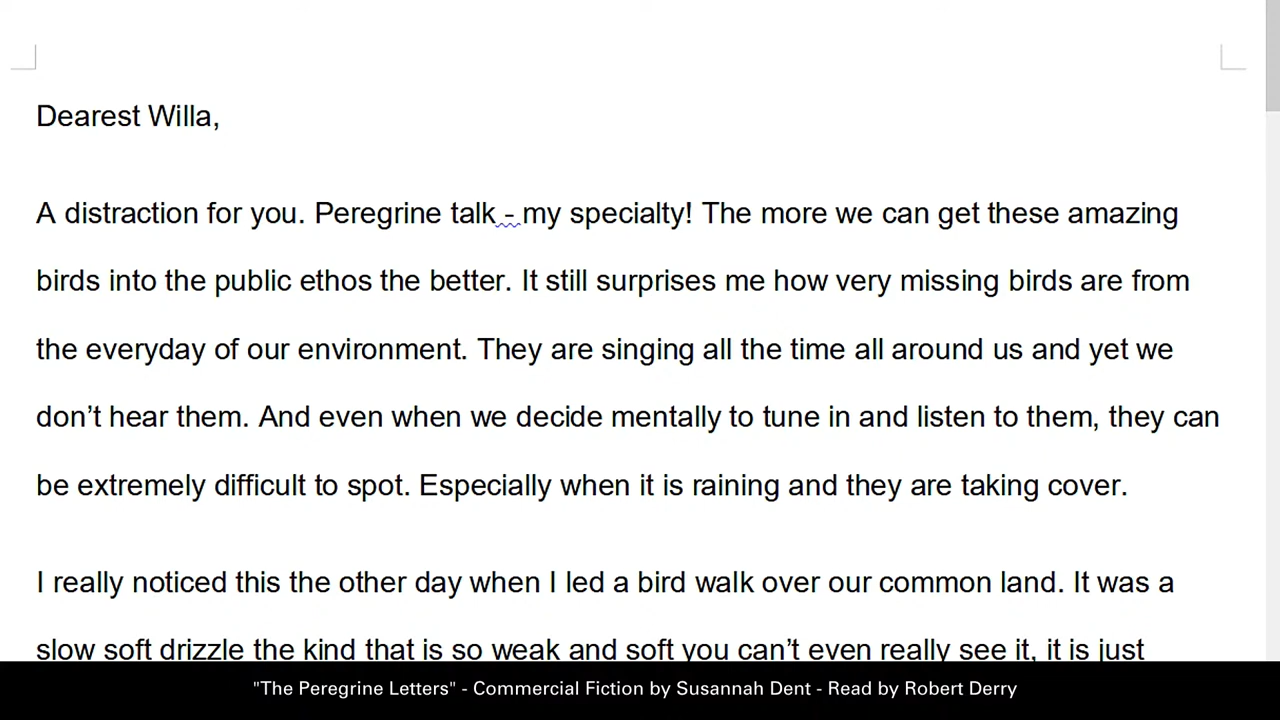 Dearest Willa,
A distraction for you. Peregrine talk - my specialty! The more we can get these amazing
birds into the public ethos the better. It still surprises me how very missing birds are from
the everyday of our environment. They are singing all the time all around us and yet we
don’t hear them. And even when we decide mentally to tune in and listen to them, they can
be extremely difficult to spot. Especially when it is raining and they are taking cover.
I really noticed this the other day when I led a bird walk over our common land. It was a
slow soft drizzle the kind that is so weak and soft you can’t even really see it, it is just
"The Peregrine Letters" - Commercial Fiction by Susannah Dent - Read by Robert Derry